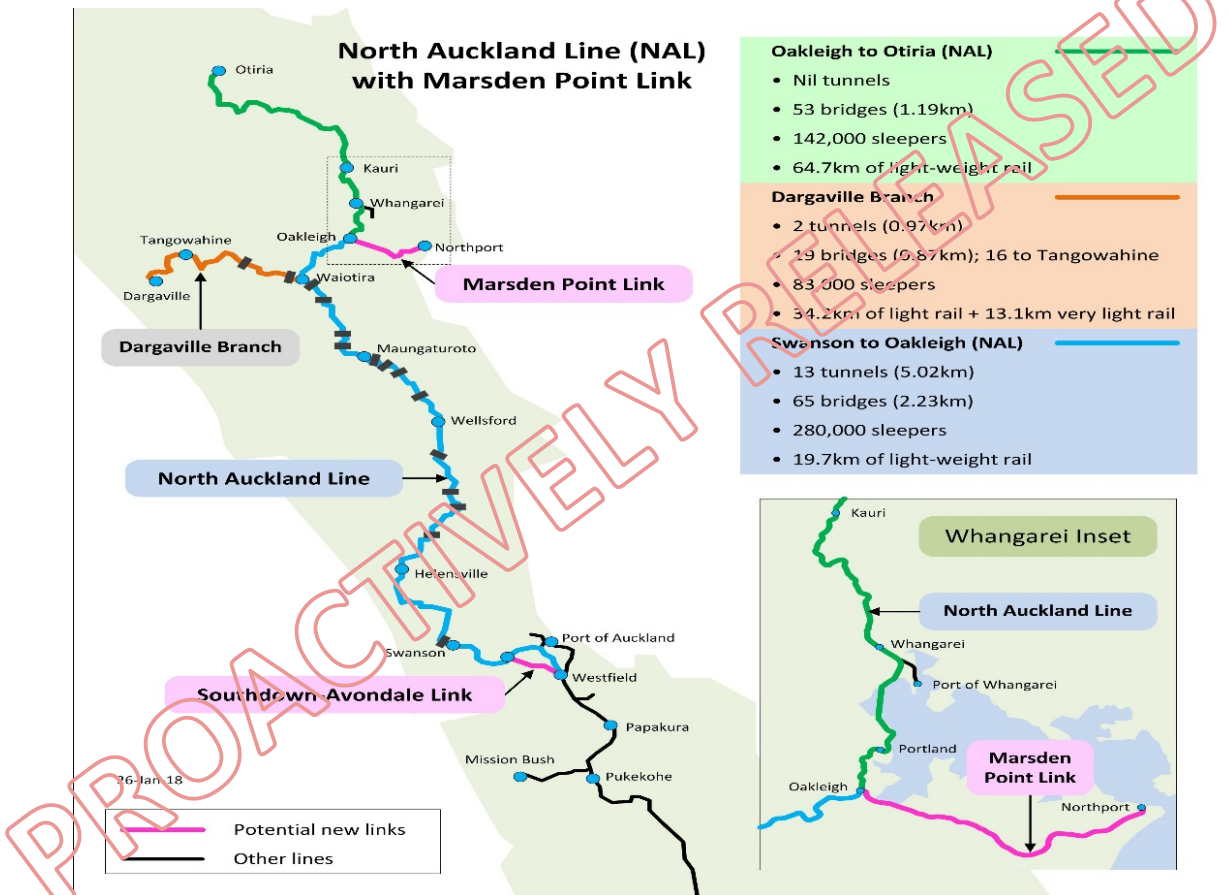 North Auckland Line (NAL)
with Marsden Point Link
Otiria
Kauri
Whangarei
Oakleigh
Northport
Tangowahine
Waiotira
Dargaville
Marsden Point Link
Dargaville Branch
Maungaturoto
Wellsford
North Auckland Line
Helensville
Swanson
Port of Auckland
Westfield
Southdown-Avondale Link
Papakura
Mission Bush
Pukekohe
26-Jan-18
Potential new links
Other lines
Oakleigh to Otiria (NAL)
• Nil tunnels
• 53 bridges (1.19km)
• 142,000 sleepers
• 64.7km of light-weight rail
Dargaville Branch
• 2 tunnels (0.97km)
• 19 bridges (0.87km); 16 to Tangowahine
• 83,000 sleepers
• 34.2km of light rail + 13.1km very light rail
Swanson to Oakleigh (NAL)
• 13 tunnels (5.02km)
• 65 bridges (2.23km)
• 280,000 sleepers
• 19.7km of light-weight rail
Kauri
Whangarei Inset
North Auckland Line
Whangarei
Port of Whangarei
Portland
Marsden
Point Link
Oakleigh
Northport
PROACTIVELY RELEASED